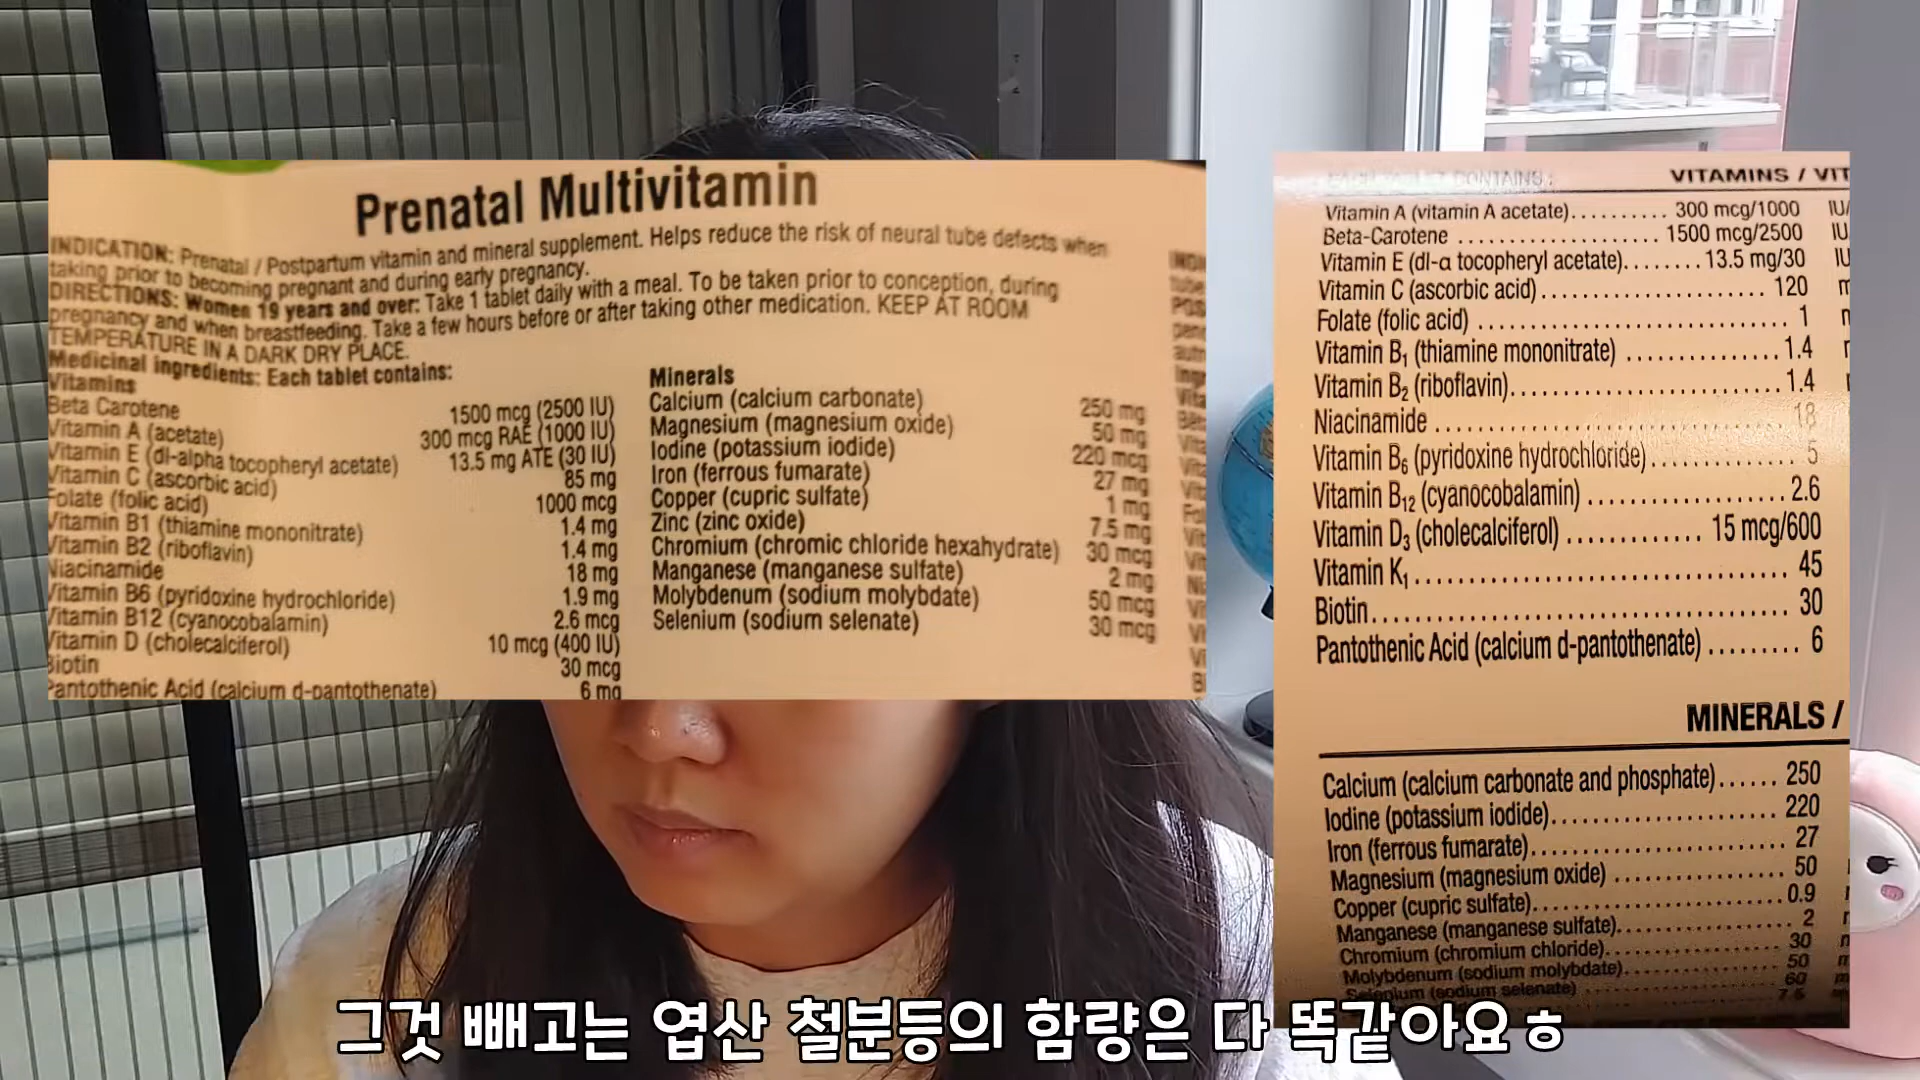 Prenatal Multivitamin
INDICATION: Prenatal / Postpartum vitamin and mineral supplement. Helps reduce the risk of neural tube defects when
taking prior to becoming pregnant and during early pregnancy.
DIRECTIONS: Women 19 years and over: Take 1 tablet daily with a meal. To be taken prior to conception, during
pregnancy and when breastfeeding. Take a few hours before or after taking other medication. KEEP AT ROOM
TEMPERATURE IN A DARK DRY PLACE.
Medicinal ingredients: Each tablet contains:
Vitamins
Beta Carotene 1500 mcg (2500 IU)
Vitamin A (acetate) 300 mcg RAE (1000 IU)
Vitamin E (dl-alpha tocopheryl acetate) 13.5 mg ATE (30 IU)
Vitamin C (ascorbic acid) 85 mg
Folate (folic acid) 1000 mcg
Vitamin B1 (thiamine mononitrate) 1.4 mg
Vitamin B2 (riboflavin) 1.4 mg
Niacinamide 18 mg
Vitamin B6 (pyridoxine hydrochloride) 1.9 mg
Vitamin B12 (cyanocobalamin) 2.6 mcg
Vitamin D (cholecalciferol) 10 mcg (400 IU)
Biotin 30 mcg
Pantothenic Acid (calcium d-pantothenate) 6 mg
Minerals
Calcium (calcium carbonate) 250 mg
Magnesium (magnesium oxide) 50 mg
Iodine (potassium iodide) 220 mcg
Iron (ferrous fumarate) 27 mg
Copper (cupric sulfate) 1 mg
Zinc (zinc oxide) 7.5 mg
Chromium (chromic chloride hexahydrate) 30 mcg
Manganese (manganese sulfate) 2 mg
Molybdenum (sodium molybdate) 50 mcg
Selenium (sodium selenate) 30 mcg
CONTAINS: VITAMINS / VIT
Vitamin A (vitamin A acetate).......... 300 mcg/1000 IU/
Beta-Carotene ...................... 1500 mcg/2500 IU
Vitamin E (dl-α tocopheryl acetate)........ 13.5 mg/30 IU
Vitamin C (ascorbic acid)........................ 120 m
Folate (folic acid) ................................. 1
Vitamin B₁ (thiamine mononitrate) ............... 1.4
Vitamin B₂ (riboflavin)............................ 1.4
Niacinamide ...................................... 18
Vitamin B₆ (pyridoxine hydrochloride)............. 5
Vitamin B₁₂ (cyanocobalamin) .................. 2.6
Vitamin D₃ (cholecalciferol) ............ 15 mcg/600
Vitamin K₁ ....................................... 45
Biotin............................................ 30
Pantothenic Acid (calcium d-pantothenate) ......... 6
MINERALS /
Calcium (calcium carbonate and phosphate)...... 250
Iodine (potassium iodide)........................ 220
Iron (ferrous fumarate)............................ 27
Magnesium (magnesium oxide) .................. 50
Copper (cupric sulfate)........................... 0.9
Manganese (manganese sulfate)................... 2
Chromium (chromium chloride).................. 30
Molybdenum (sodium molybdate)................ 50 m
Selenium (sodium selenate) 60
7.5
그것 빼고는 엽산 철분등의 함량은 다 똑같아요ㅎ